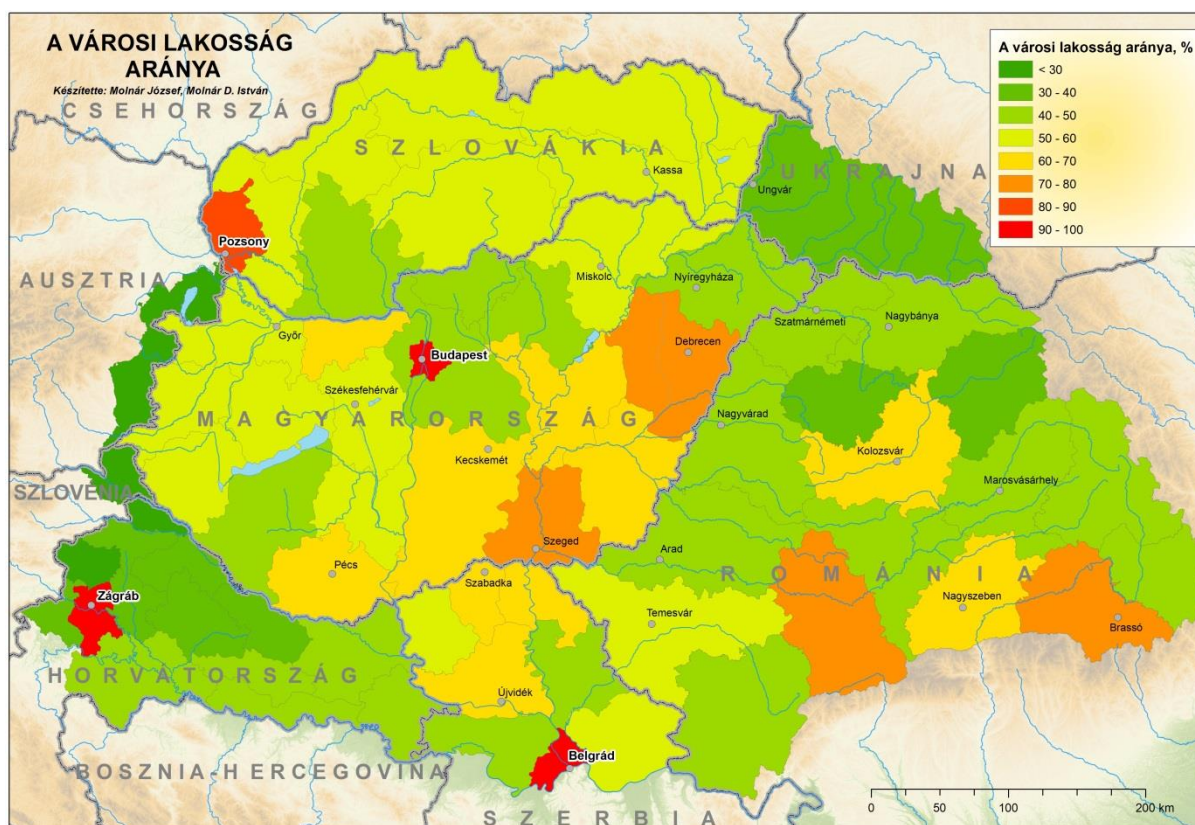 A VÁROSI LAKOSSÁG
ARÁNYA
Készítette: Molnár József, Molnár D. István
A városi lakosság aránya, %
< 30
30 - 40
40 - 50
50 - 60
60 - 70
70 - 80
80 - 90
90 - 100
CSEHORSZÁG
SZLOVÁKIA
Kassa
UKRAJNA
Ungvár
Pozsony
AUSZTRIA
Miskolc
Nyíregyháza
Szatmárnémeti
Nagybánya
Győr
Budapest
Debrecen
Székesfehérvár
MAGYARORSZÁG
Nagyvárad
Kecskemét
Kolozsvár
SZLOVÉNIA
Marosvásárhely
Szeged
Arad
ROMÁNIA
Pécs
Szabadka
Zágráb
Temesvár
Nagyszeben
Brassó
HORVÁTORSZÁG
Újvidék
Belgrád
BOSZNIA-HERCEGOVINA
SZERBIA
0 50 100 200 km